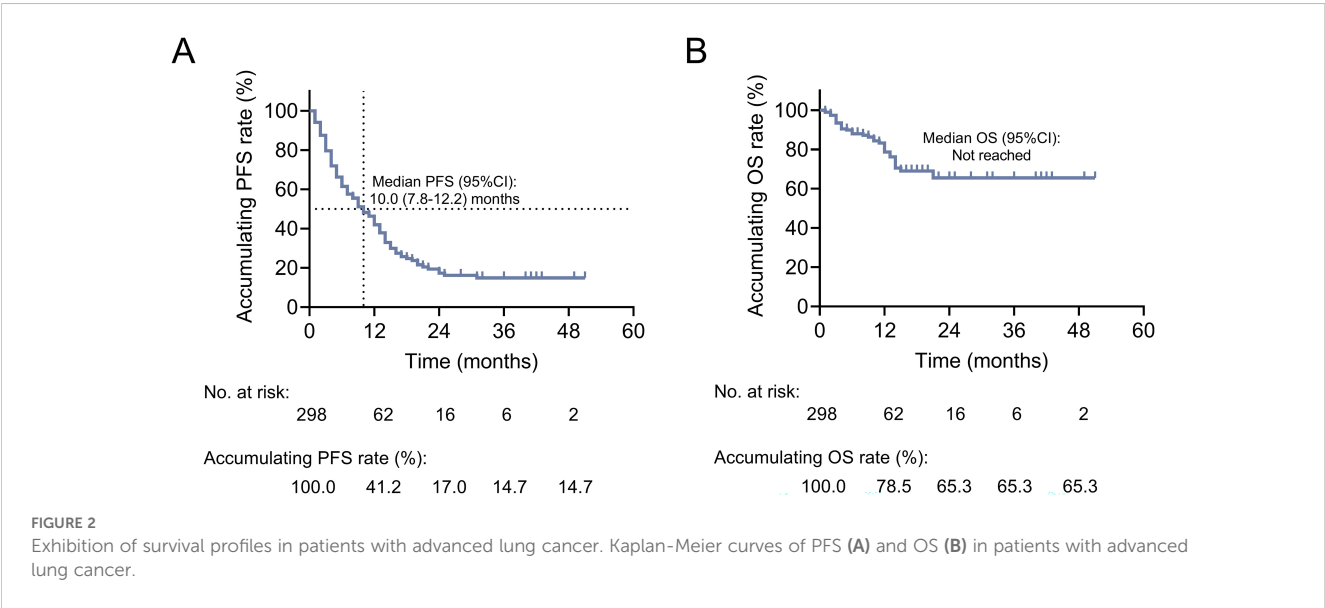 A
Accumulating PFS rate (%)
100
80
60
40
20
0
Median PFS (95%CI):
10.0 (7.8-12.2) months
0 12 24 36 48 60
Time (months)
No. at risk:
298 62 16 6 2
Accumulating PFS rate (%):
100.0 41.2 17.0 14.7 14.7
B
Accumulating OS rate (%)
100
80
60
40
20
0
Median OS (95%CI):
Not reached
0 12 24 36 48 60
Time (months)
No. at risk:
298 62 16 6 2
Accumulating OS rate (%):
100.0 78.5 65.3 65.3 65.3
FIGURE 2
Exhibition of survival profiles in patients with advanced lung cancer. Kaplan-Meier curves of PFS (A) and OS (B) in patients with advanced
lung cancer.